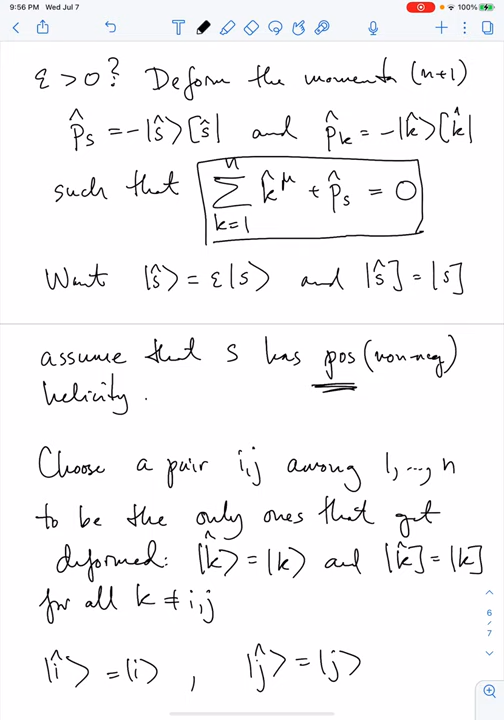 9:56 PM Wed Jul 7
100%
ε > 0? Deform the momenta (n+1)
p̂_s = -|ŝ>[ŝ| and p̂_k = -|k̂>[k̂|
such that ∑_{k=1}^{n} k̂^μ + p̂_s = 0
Want |ŝ> = ε|s> and |ŝ] = |s]
assume that s has pos (non-neg)
helicity.
Choose a pair i,j among 1,...,n
to be the only ones that get
deformed: |k̂> = |k> and |k̂] = |k]
for all k ≠ i,j
|î> = |i> , |ĵ> = |j>
6
/
7